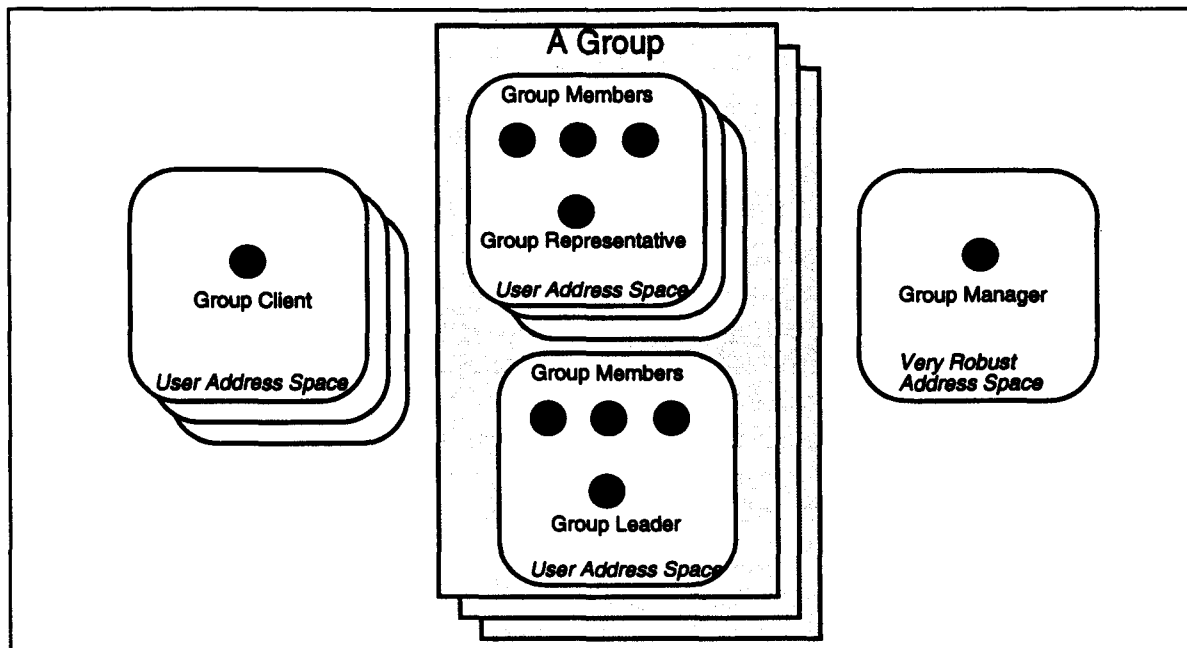 A Group
Group Members
Group Representative
User Address Space
Group Members
Group Leader
User Address Space
Group Client
User Address Space
Group Manager
Very Robust
Address Space